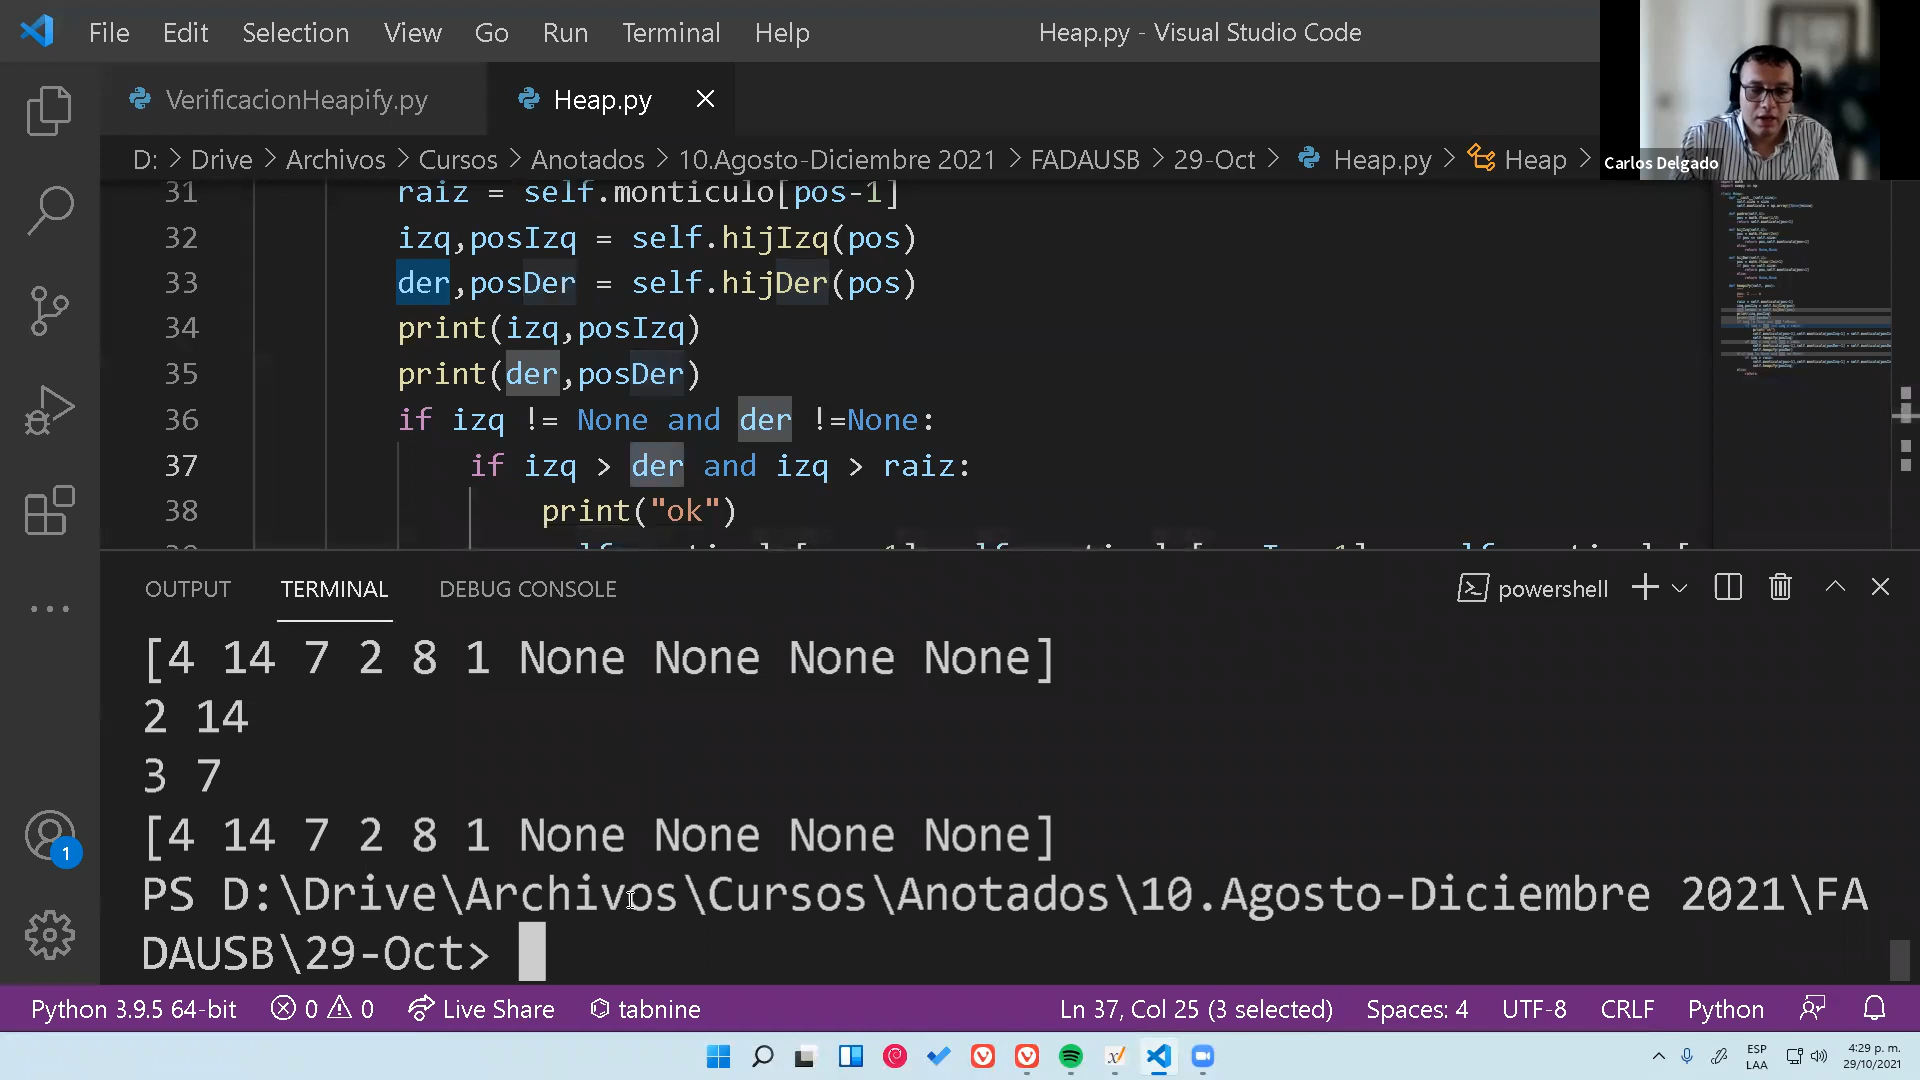 File Edit Selection View Go Run Terminal Help Heap.py - Visual Studio Code
VerificacionHeapify.py Heap.py
D: > Drive > Archivos > Cursos > Anotados > 10.Agosto-Diciembre 2021 > FADAUSB > 29-Oct > Heap.py > Heap >
Carlos Delgado
31 raiz = self.monticulo[pos-1]
32 izq,posIzq = self.hijIzq(pos)
33 der,posDer = self.hijDer(pos)
34 print(izq,posIzq)
35 print(der,posDer)
36 if izq != None and der !=None:
37 if izq > der and izq > raiz:
38 print("ok")
OUTPUT TERMINAL DEBUG CONSOLE powershell
[4 14 7 2 8 1 None None None None]
2 14
3 7
[4 14 7 2 8 1 None None None None]
PS D:\Drive\Archivos\Cursos\Anotados\10.Agosto-Diciembre 2021\FA
DAUSB\29-Oct>
1
Python 3.9.5 64-bit 0 0 Live Share tabnine Ln 37, Col 25 (3 selected) Spaces: 4 UTF-8 CRLF Python
ESP
LAA
4:29 p. m.
29/10/2021